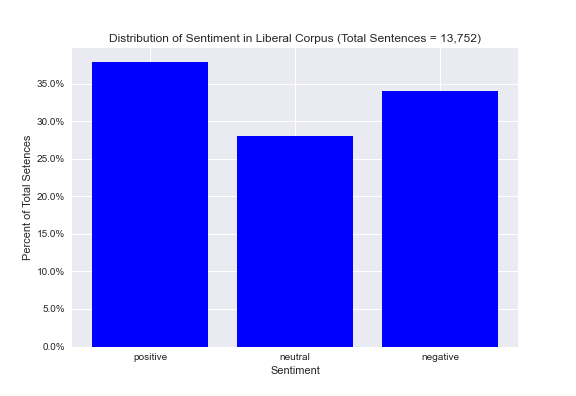 Distribution of Sentiment in Liberal Corpus (Total Sentences = 13,752)
Percent of Total Setences
35.0%
30.0%
25.0%
20.0%
15.0%
10.0%
5.0%
0.0%
positive neutral negative
Sentiment